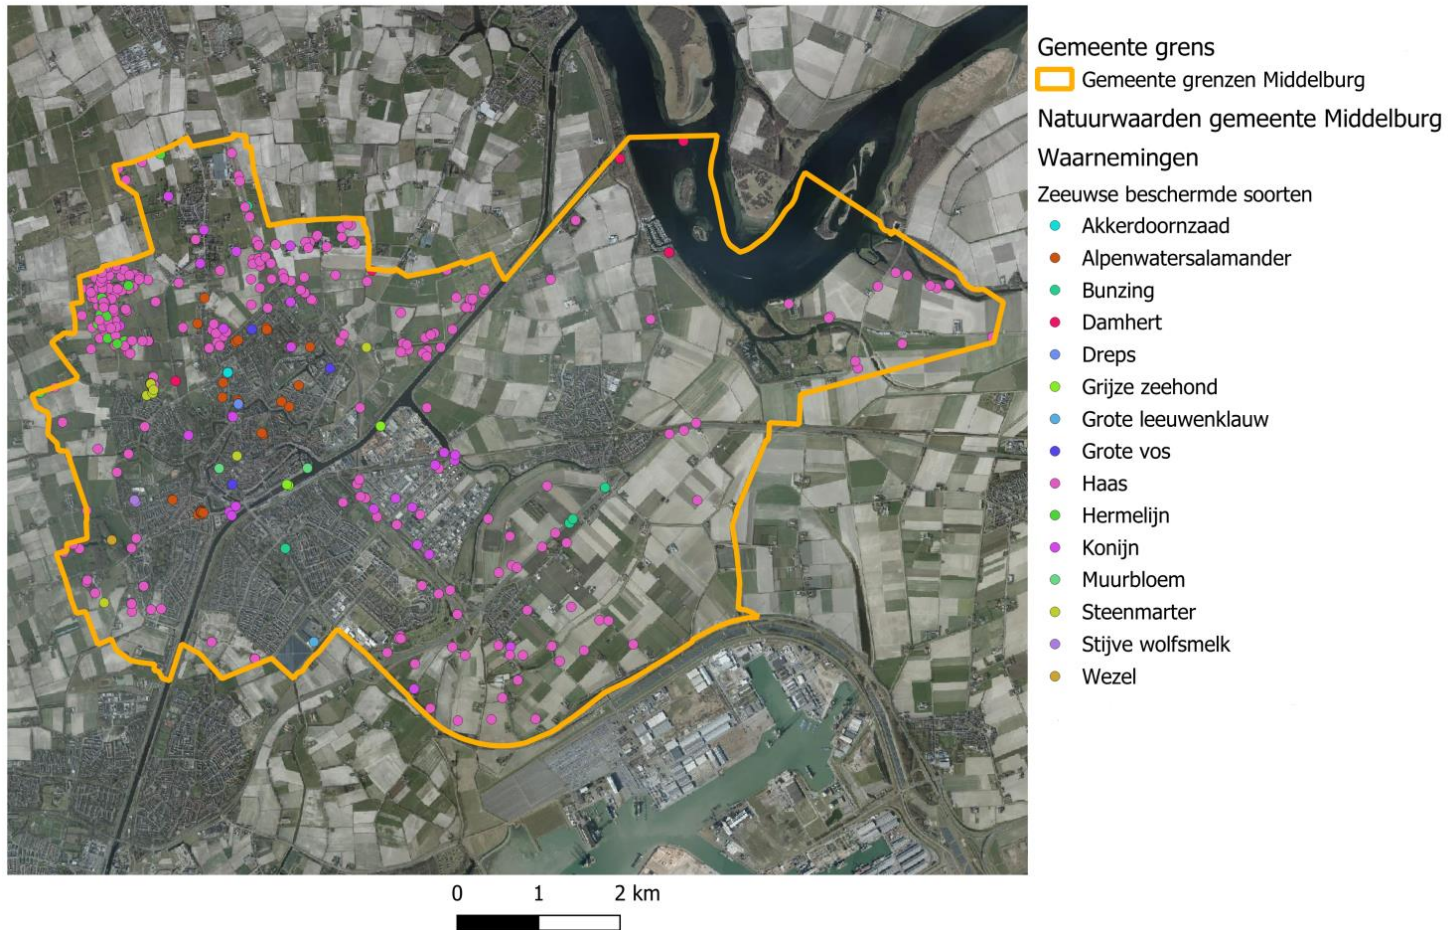 Gemeente grens
Gemeente grenzen Middelburg
Natuurwaarden gemeente Middelburg
Waarnemingen
Zeeuwse beschermde soorten
Akkerdoornzaad
Alpenwatersalamander
Bunzing
Damhert
Dreps
Grijze zeehond
Grote leeuwenklauw
Grote vos
Haas
Hermelijn
Konijn
Muurbloem
Steenmarter
Stijve wolfsmelk
Wezel
0 1 2 km